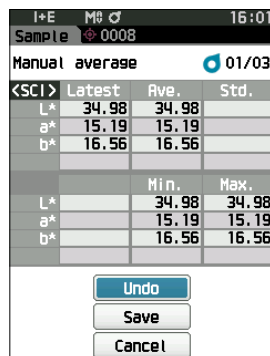 I+E M% 16:01
Sample 0008
Manual average 01/03
<SCI> Latest Ave. Std.
L* 34.98 34.98
a* 15.19 15.19
b* 16.56 16.56
Min. Max.
L* 34.98 34.98
a* 15.19 15.19
b* 16.56 16.56
Undo
Save
Cancel